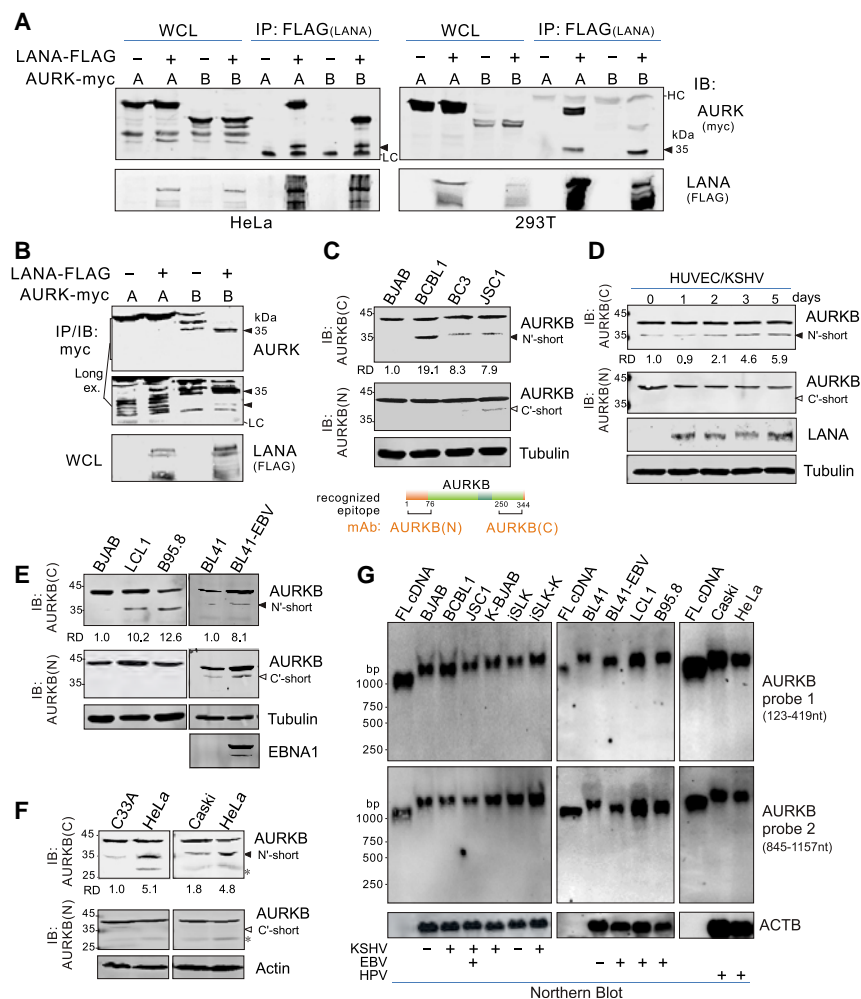 A
WCL IP: FLAG(LANA) WCL IP: FLAG(LANA)
LANA-FLAG − + − + − + − + − + − + − + − +
AURK-myc A A B B A A B B A A B B A A B B IB:
HC
AURK
(myc)
kDa
35
LC
LANA
(FLAG)
HeLa 293T
B
LANA-FLAG − + − +
AURK-myc A A B B
kDa
IP/IB:
myc
35
AURK
Long
ex.
35
LC
WCL
LANA
(FLAG)
C
BJAB BCBL1 BC3 JSC1
IB:
AURKB(C)
45
35
AURKB
N'-short
RD 1.0 19.1 8.3 7.9
IB:
AURKB(N)
45
35
AURKB
C'-short
Tubulin
AURKB
recognized
epitope
1 76 250 344
mAb: AURKB(N) AURKB(C)
D
HUVEC/KSHV
0 1 2 3 5 days
IB:
AURKB(C)
45
35
AURKB
N'-short
RD 1.0 0.9 2.1 4.6 5.9
IB:
AURKB(N)
45
35
AURKB
C'-short
LANA
Tubulin
E
BJAB LCL1 B95.8 BL41 BL41-EBV
IB:
AURKB(C)
45
35
AURKB
N'-short
RD 1.0 10.2 12.6 1.0 8.1
IB:
AURKB(N)
45
35
AURKB
C'-short
Tubulin
EBNA1
F
C33A HeLa Caski HeLa
IB:
AURKB(C)
45
35
25
AURKB
N'-short
*
RD 1.0 5.1 1.8 4.8
IB:
AURKB(N)
45
35
25
AURKB
C'-short
*
Actin
G
FLcDNA BJAB BCBL1 JSC1 K-BJAB iSLK iSLK-K FLcDNA BL41 BL41-EBV LCL1 B95.8 FLcDNA Caski HeLa
bp
1000
750
500
250
AURKB
probe 1
(123-419nt)
bp
1000
750
500
250
AURKB
probe 2
(845-1157nt)
ACTB
KSHV − + + + − +
EBV + − + + +
HPV + +
Northern Blot